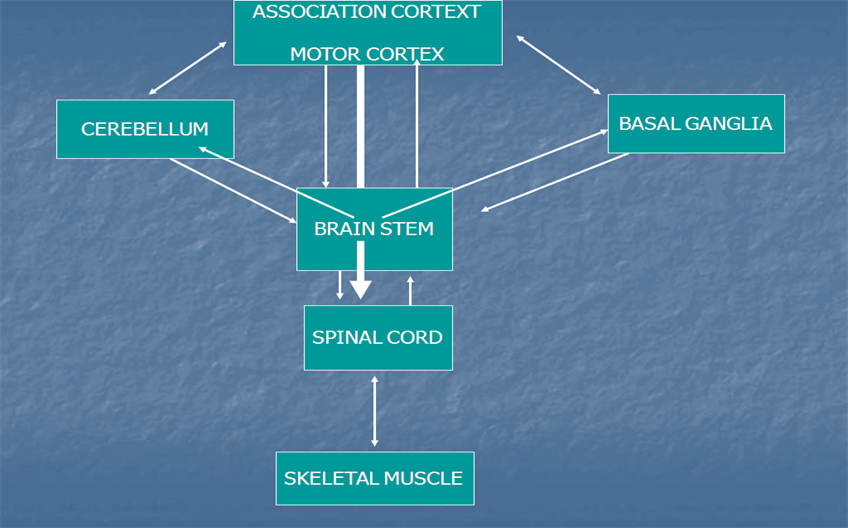 ASSOCIATION CORTEXT
MOTOR CORTEX
CEREBELLUM
BASAL GANGLIA
BRAIN STEM
SPINAL CORD
SKELETAL MUSCLE